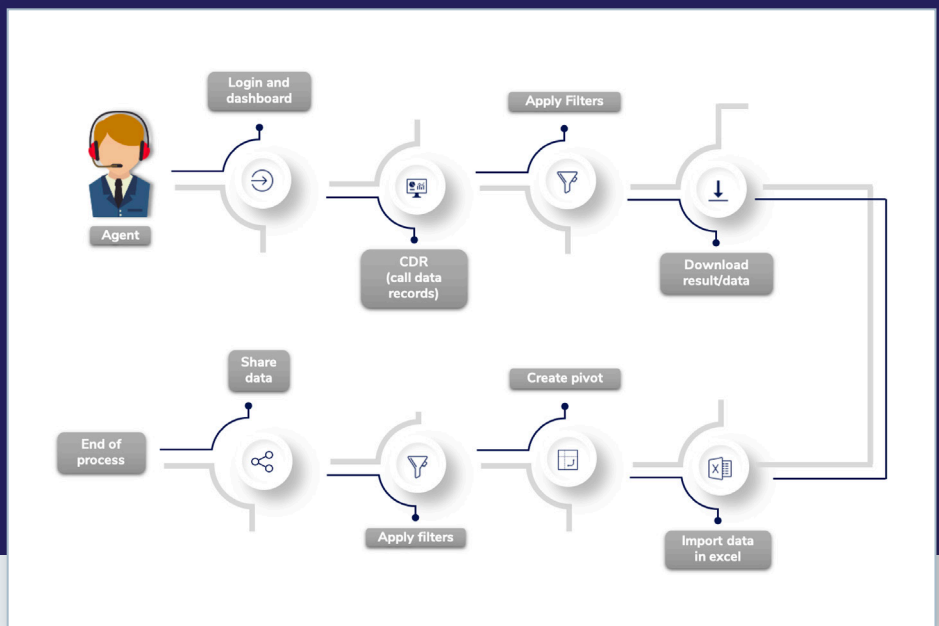 Login and
dashboard
Apply Filters
Agent
CDR
(call data
records)
Download
result/data
Share
data
Create pivot
End of
process
X
Apply filters
Import data
in excel